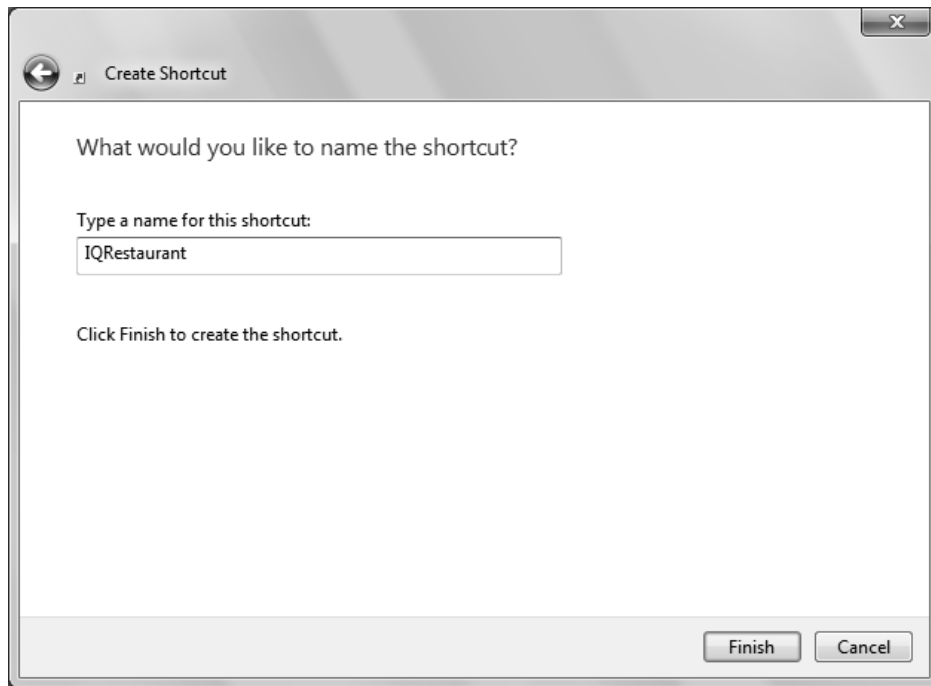 Create Shortcut
What would you like to name the shortcut?
Type a name for this shortcut:
IQRestaurant
Click Finish to create the shortcut.
Finish Cancel